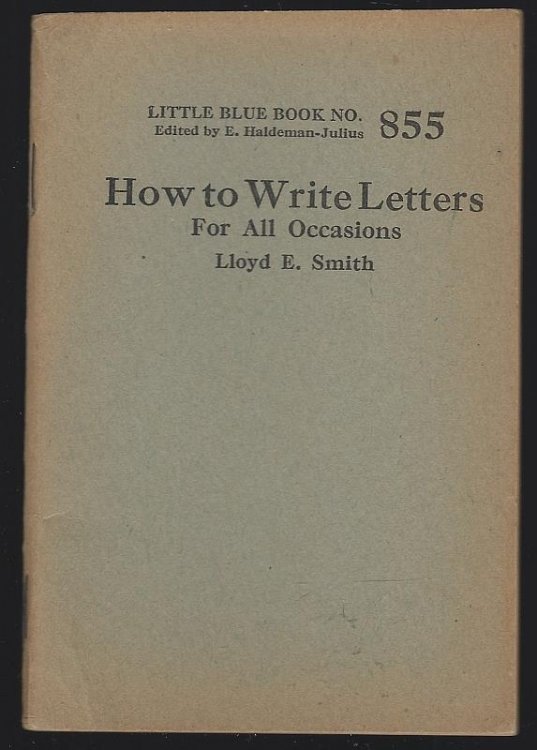 LITTLE BLUE BOOK NO. 855
Edited by E. Haldeman-Julius
How to Write Letters
For All Occasions
Lloyd E. Smith